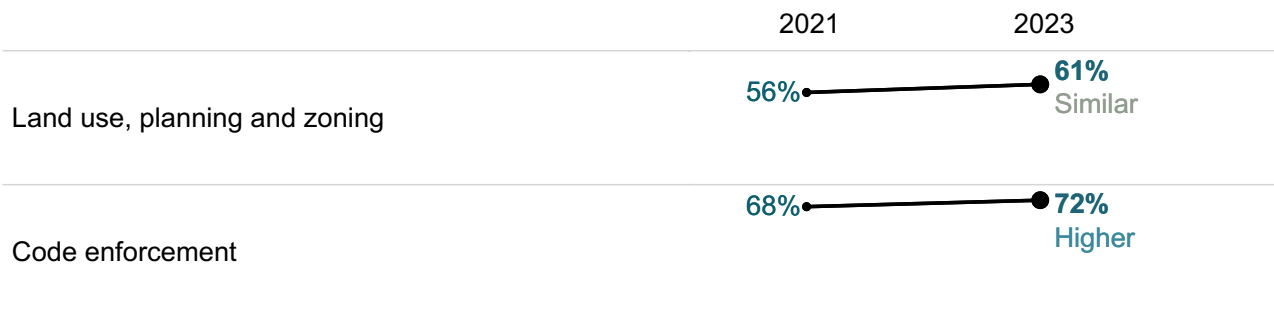 2021 2023
56% 61%
Similar
Land use, planning and zoning
68% 72%
Higher
Code enforcement